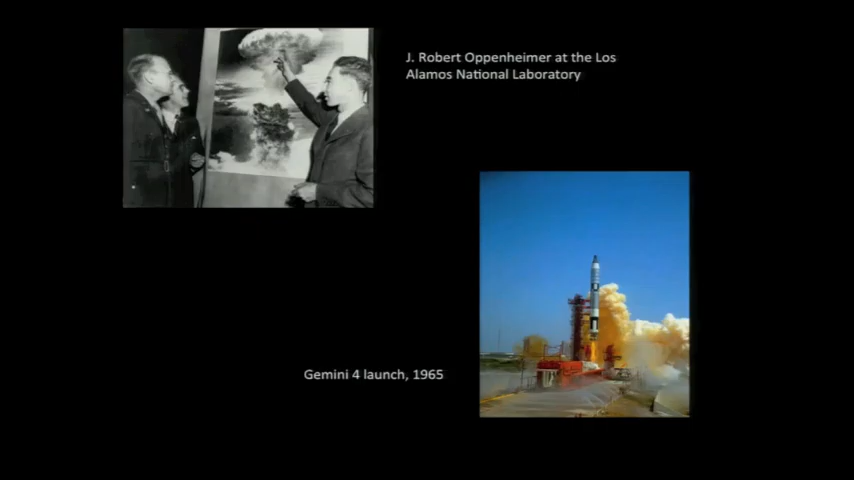 J. Robert Oppenheimer at the Los
Alamos National Laboratory
Gemini 4 launch, 1965